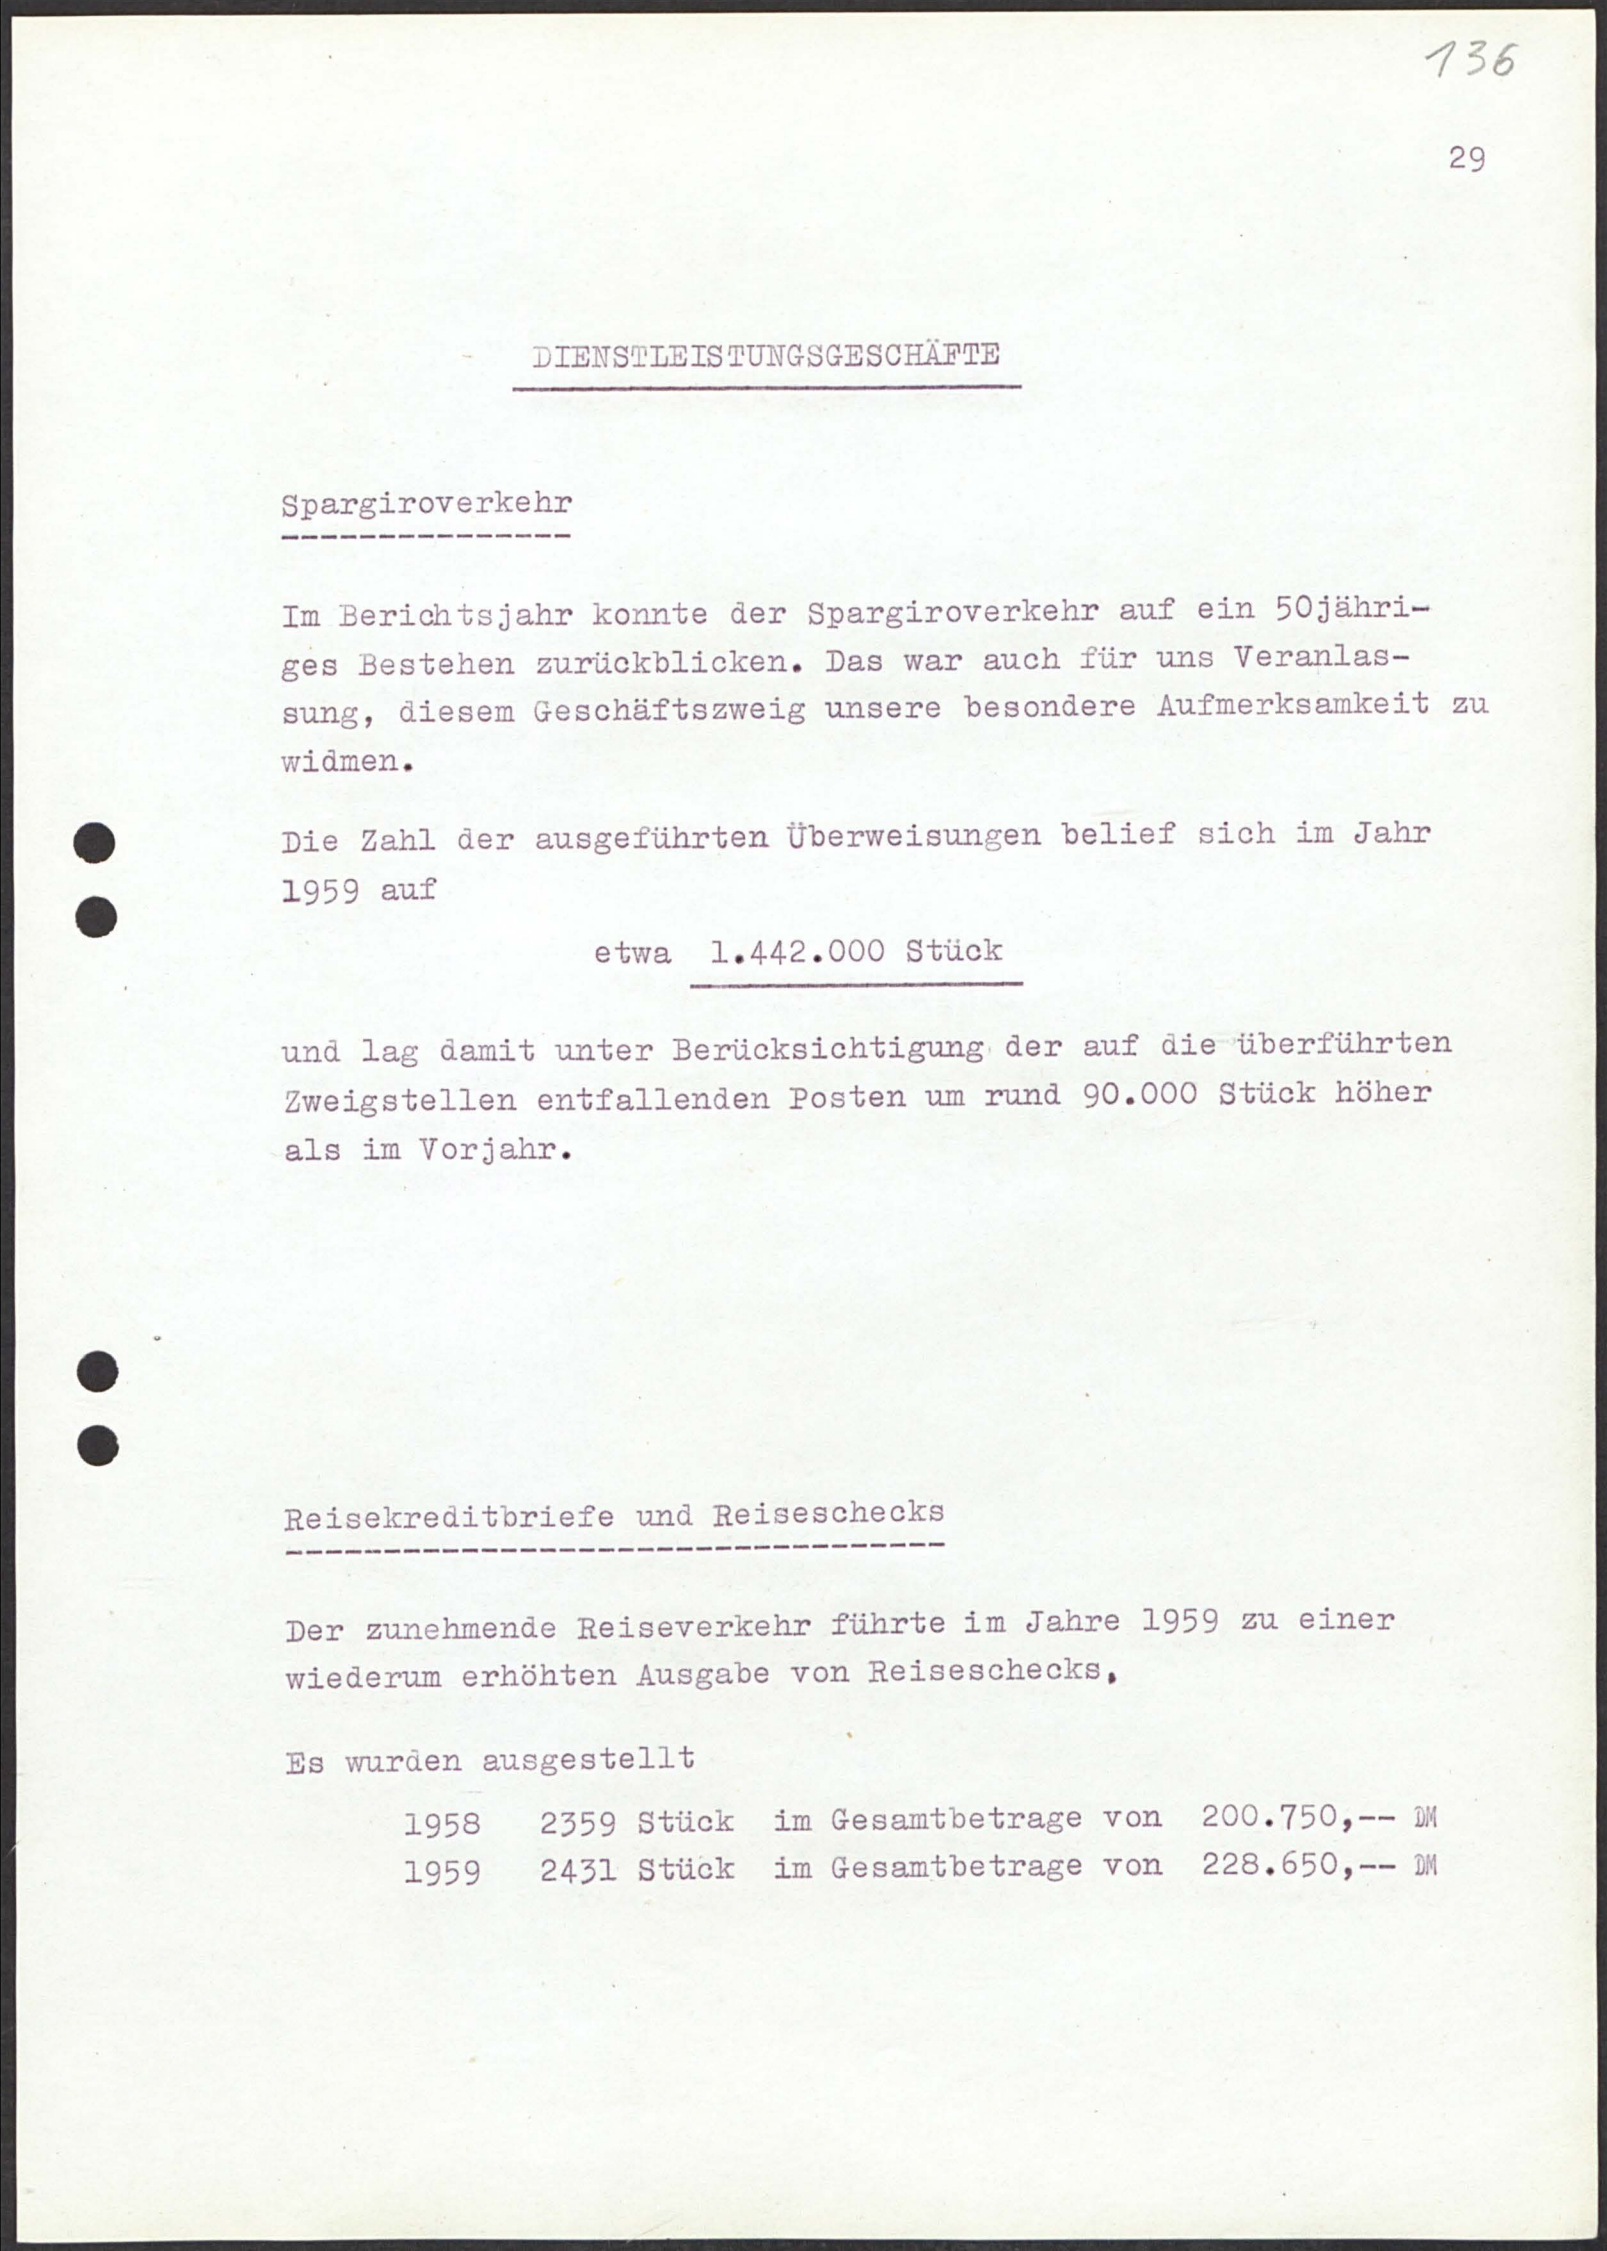 136
29
DIENSTLEISTUNGSGESCHÄFTE
Spargiroverkehr
Im Berichtsjahr konnte der Spargiroverkehr auf ein 50jähri-
ges Bestehen zurückblicken. Das war auch für uns Veranlas-
sung, diesem Geschäftszweig unsere besondere Aufmerksamkeit zu
widmen.
Die Zahl der ausgeführten Überweisungen belief sich im Jahr
1959 auf
etwa 1.442.000 Stück
und lag damit unter Berücksichtigung der auf die überführten
Zweigstellen entfallenden Posten um rund 90.000 Stück höher
als im Vorjahr.
Reisekreditbriefe und Reiseschecks
Der zunehmende Reiseverkehr führte im Jahre 1959 zu einer
wiederum erhöhten Ausgabe von Reiseschecks.
Es wurden ausgestellt
1958 2359 Stück im Gesamtbetrage von 200.750,-- DM
1959 2431 Stück im Gesamtbetrage von 228.650,-- DM